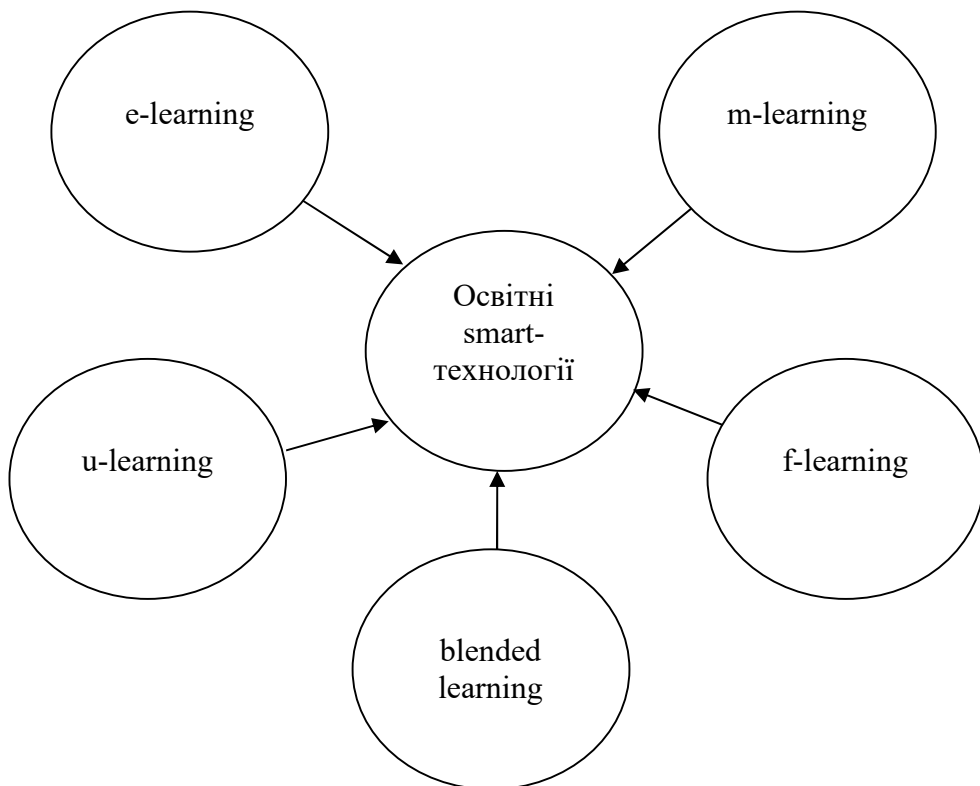 e-learning
m-learning
Освітні
smart-
технології
u-learning
f-learning
blended
learning